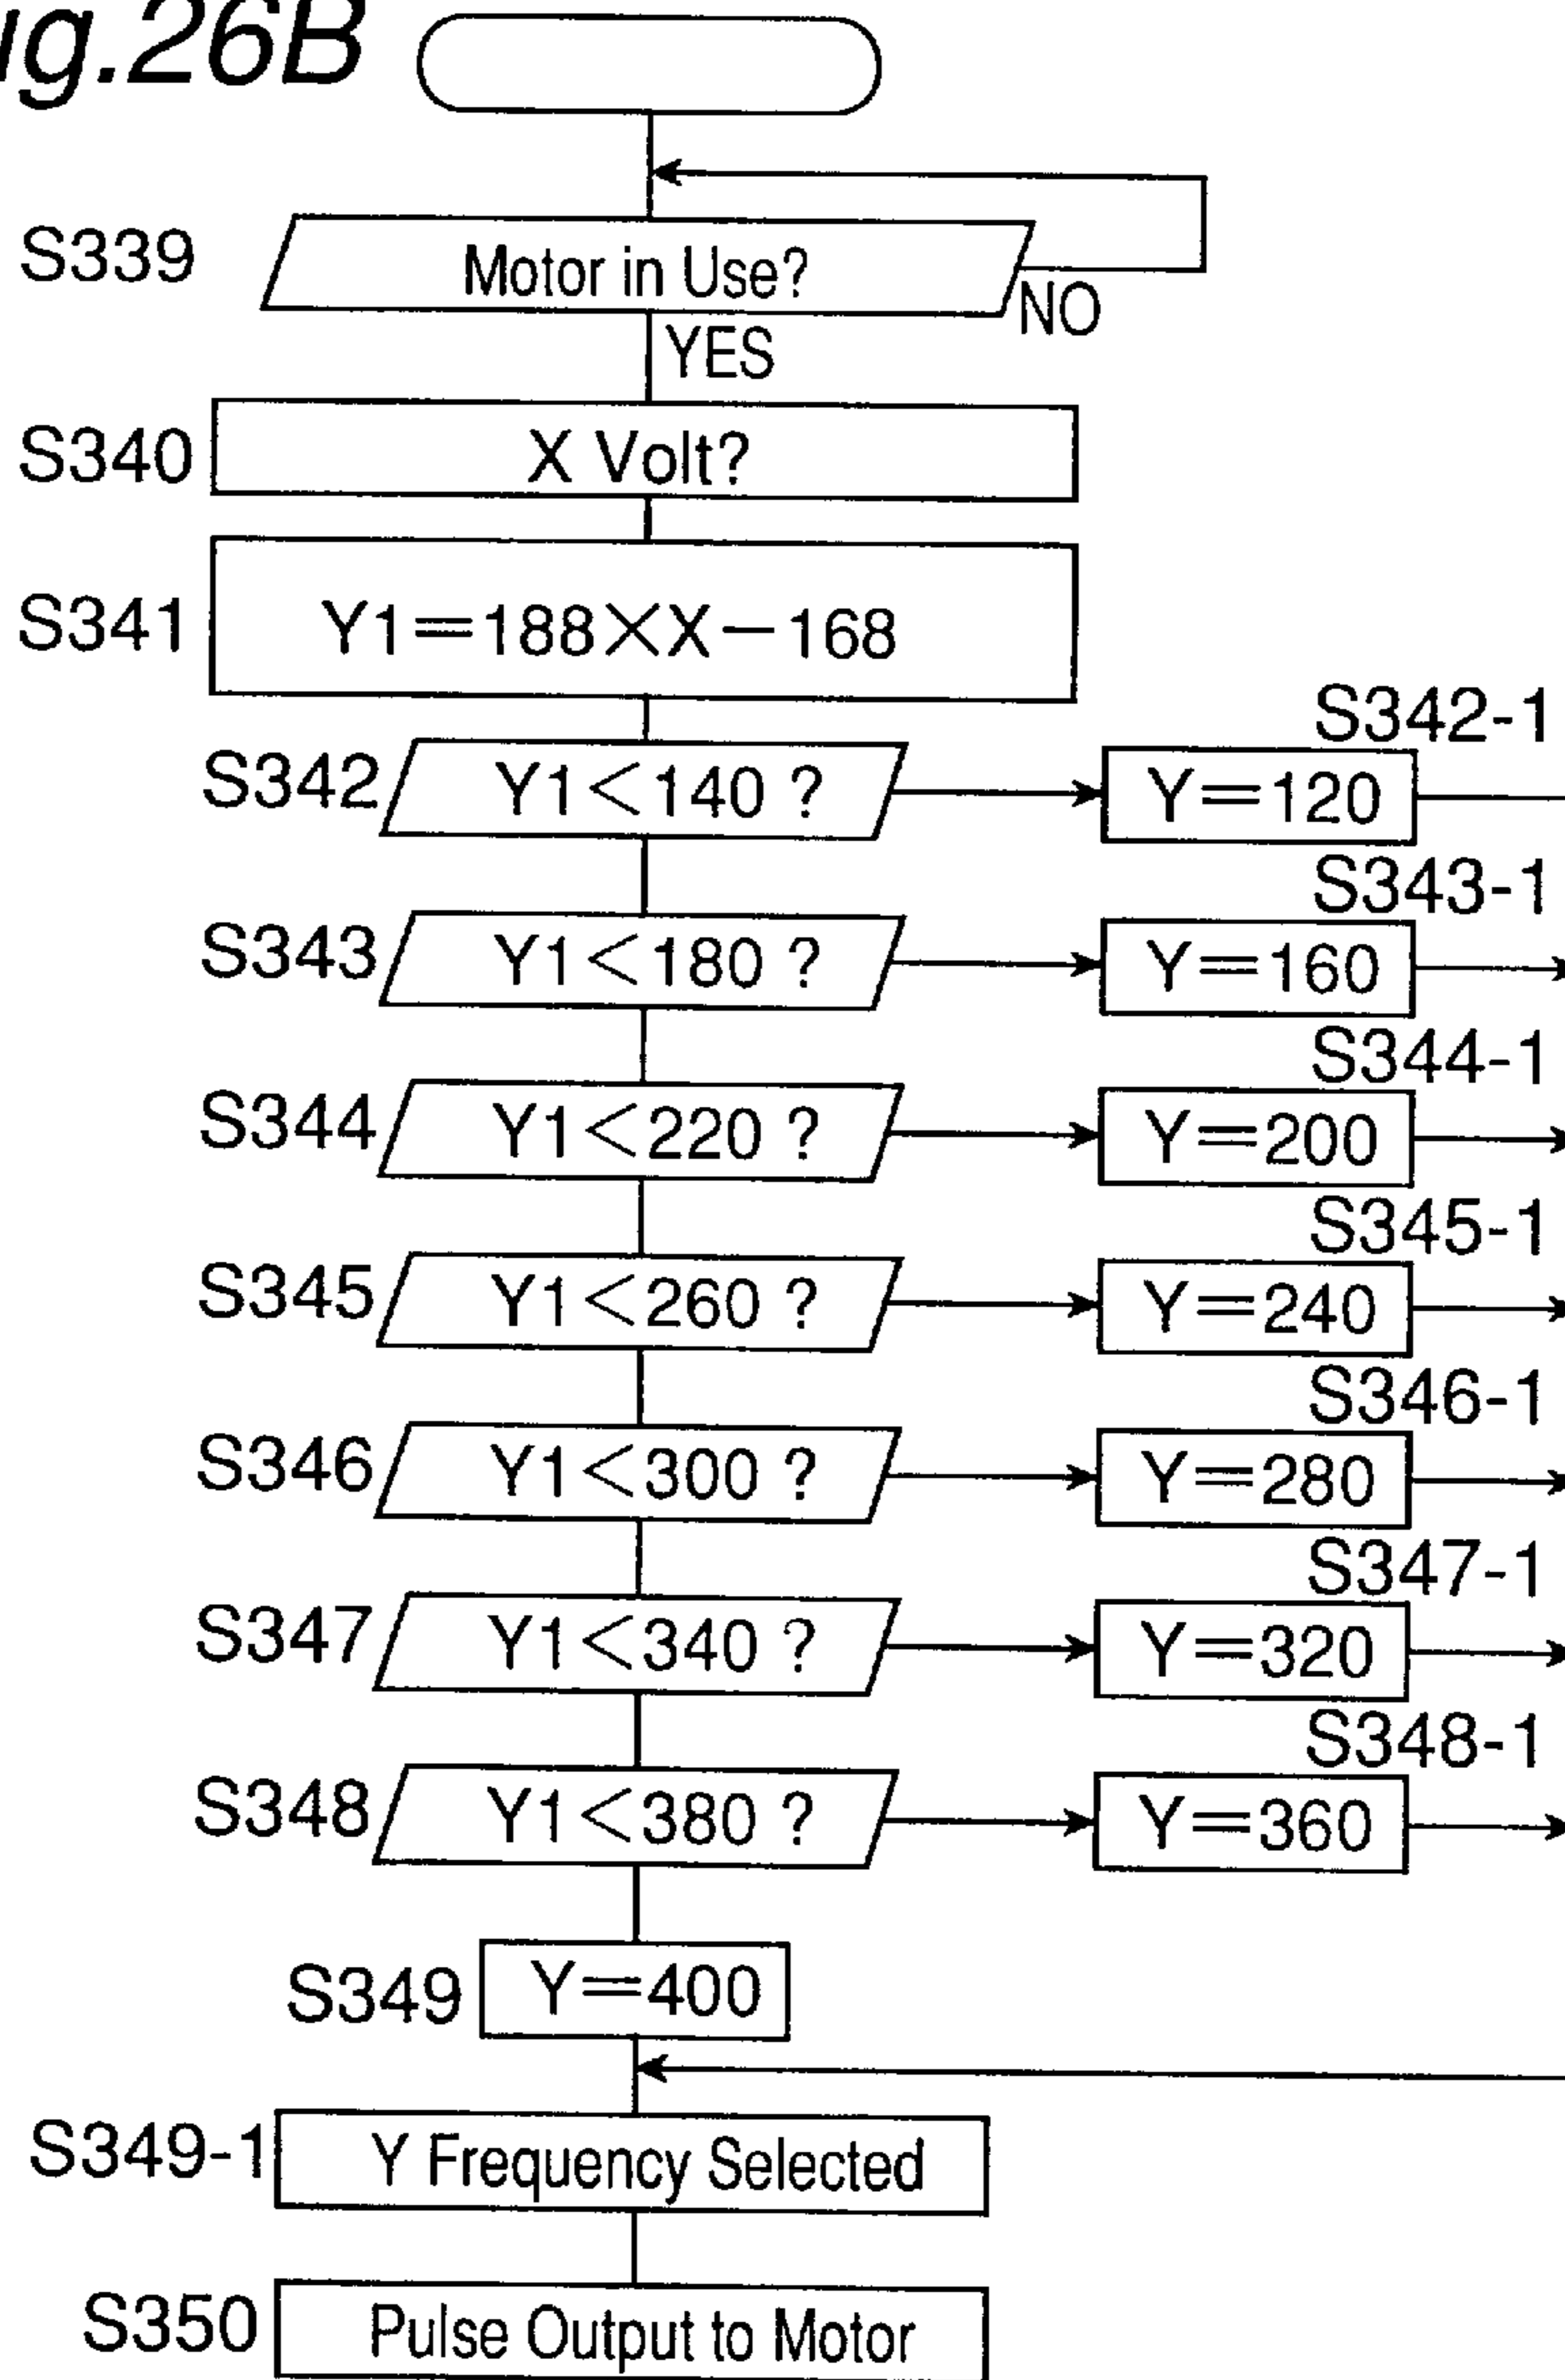 ig.26B
S339
Motor in Use?
NO
YES
S340
X Volt?
S341
Y1=188×X−168
S342
Y1<140 ?
S342-1
Y=120
S343
Y1<180 ?
S343-1
Y=160
S344
Y1<220 ?
S344-1
Y=200
S345
Y1<260 ?
S345-1
Y=240
S346
Y1<300 ?
S346-1
Y=280
S347
Y1<340 ?
S347-1
Y=320
S348
Y1<380 ?
S348-1
Y=360
S349
Y=400
S349-1
Y Frequency Selected
S350
Pulse Output to Motor